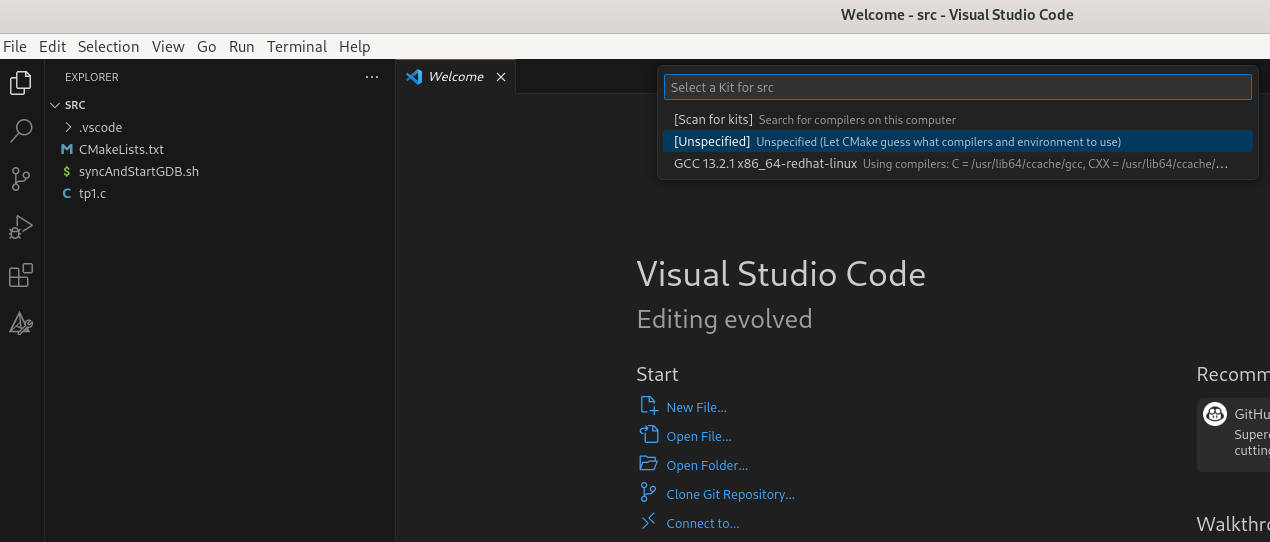 Welcome - src - Visual Studio Code
File Edit Selection View Go Run Terminal Help
EXPLORER
SRC
.vscode
CMakeLists.txt
syncAndStartGDB.sh
tp1.c
Welcome
Select a Kit for src
[Scan for kits] Search for compilers on this computer
[Unspecified] Unspecified (Let CMake guess what compilers and environment to use)
GCC 13.2.1 x86_64-redhat-linux Using compilers: C = /usr/lib64/ccache/gcc, CXX = /usr/lib64/ccache/...
Visual Studio Code
Editing evolved
Start
New File...
Open File...
Open Folder...
Clone Git Repository...
Connect to...
Recomm
GitHu
Superc
cutting
Walkthro